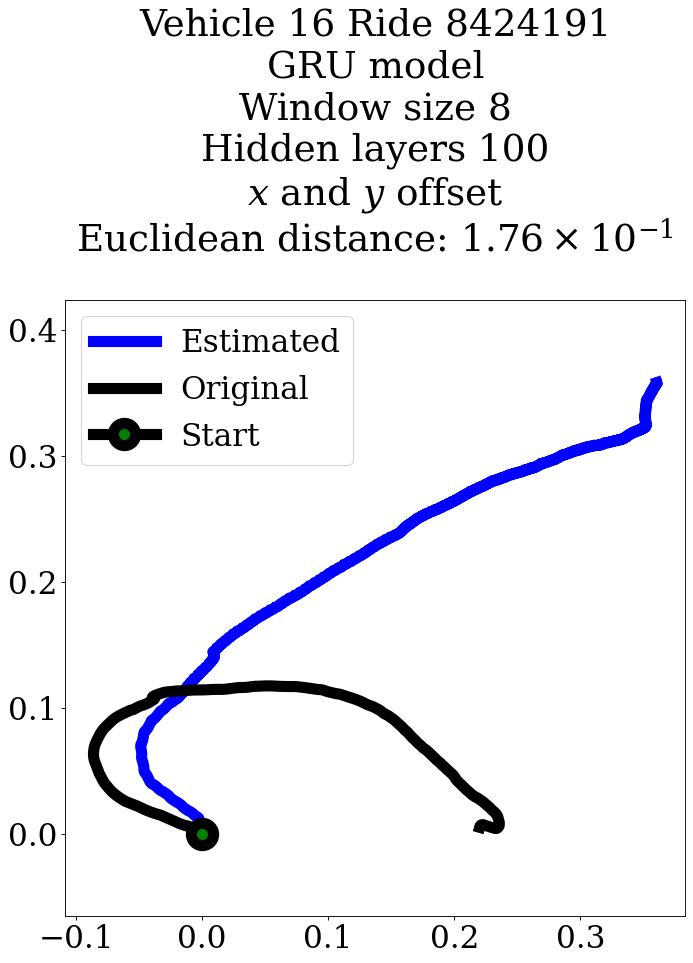 Vehicle 16 Ride 8424191
GRU model
Window size 8
Hidden layers 100
x and y offset
Euclidean distance: 1.76 × 10⁻¹
Estimated
Original
Start
0.4
0.3
0.2
0.1
0.0
−0.1 0.0 0.1 0.2 0.3